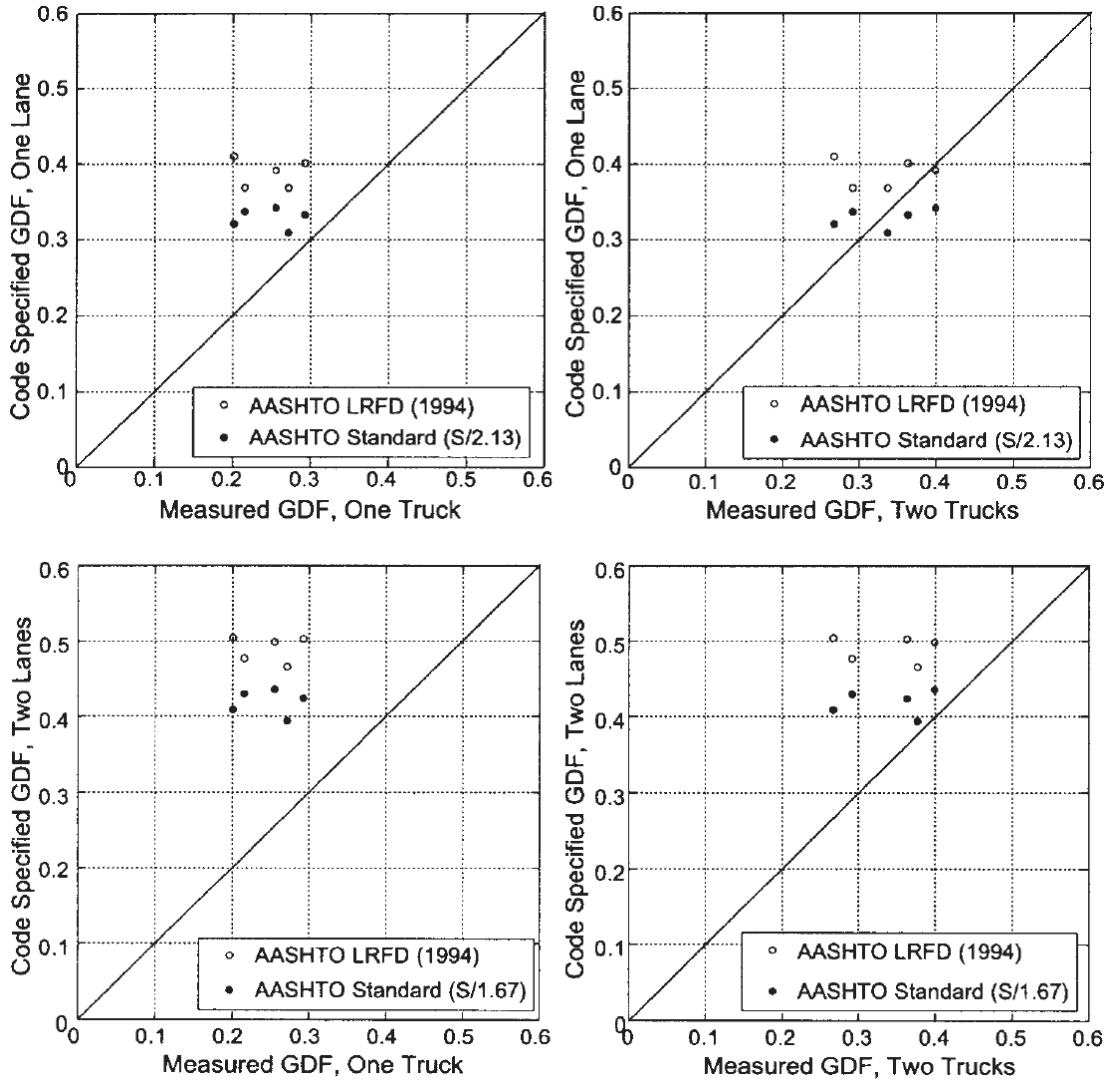 Code Specified GDF, One Lane
0.6
0.5
0.4
0.3
0.2
0.1
0
0 0.1 0.2 0.3 0.4 0.5 0.6
AASHTO LRFD (1994)
AASHTO Standard (S/2.13)
Measured GDF, One Truck
Code Specified GDF, One Lane
0.6
0.5
0.4
0.3
0.2
0.1
0
0 0.1 0.2 0.3 0.4 0.5 0.6
AASHTO LRFD (1994)
AASHTO Standard (S/2.13)
Measured GDF, Two Trucks
Code Specified GDF, Two Lanes
0.6
0.5
0.4
0.3
0.2
0.1
0
0 0.1 0.2 0.3 0.4 0.5 0.6
AASHTO LRFD (1994)
AASHTO Standard (S/1.67)
Measured GDF, One Truck
Code Specified GDF, Two Lanes
0.6
0.5
0.4
0.3
0.2
0.1
0
0 0.1 0.2 0.3 0.4 0.5 0.6
AASHTO LRFD (1994)
AASHTO Standard (S/1.67)
Measured GDF, Two Trucks